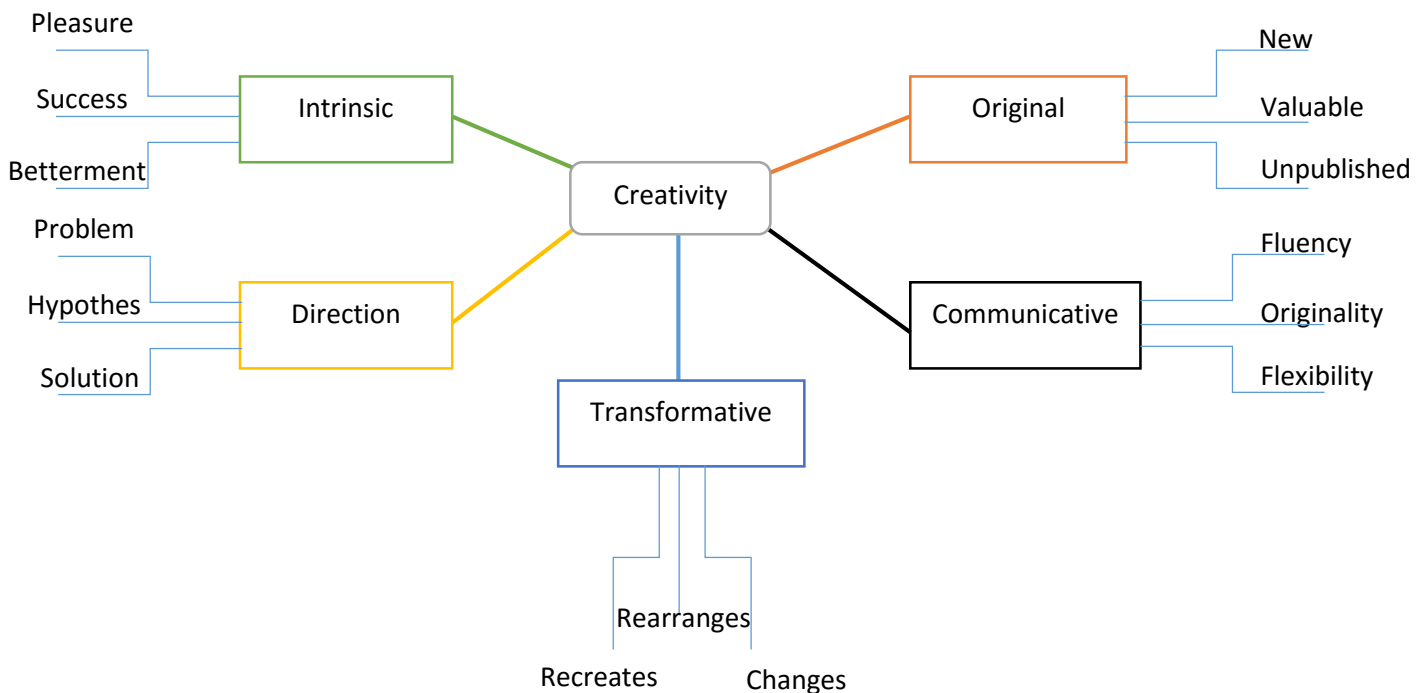 Pleasure
Success
Betterment
Intrinsic
Problem
Hypothes
Solution
Direction
Creativity
Original
New
Valuable
Unpublished
Communicative
Fluency
Originality
Flexibility
Transformative
Rearranges
Recreates
Changes